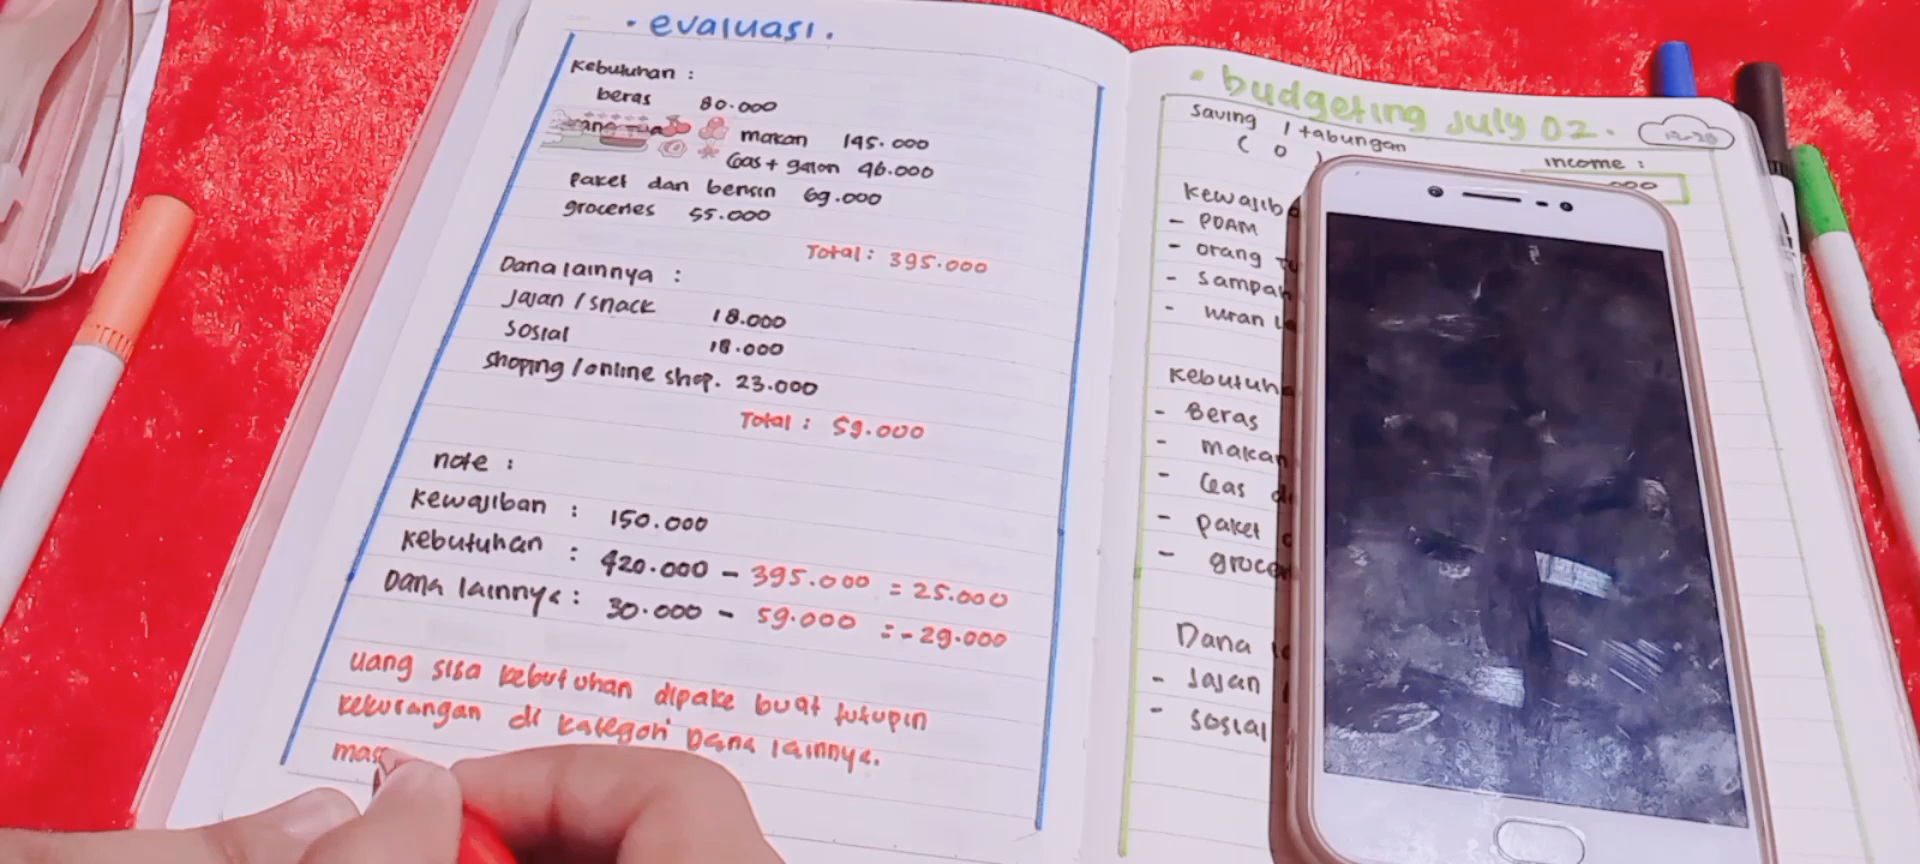 • evaluasi .
Kebutuhan :
beras 80.000
makan 145.000
Gas + galon 46.000
paket dan bensin 69.000
groceries 55.000
Total : 395.000
Dana lainnya :
Jajan / snack 18.000
Sosial 18.000
shoping / online shop. 23.000
Total : 59.000
note :
Kewajiban : 150.000
Kebutuhan : 420.000 - 395.000 = 25.000
Dana lainnya : 30.000 - 59.000 = - 29.000
uang sisa kebutuhan dipake buat tutupin
kekurangan di kategori Dana lainnya.
mas
• budgeting July 02.
Saving / tabungan
( 0 )
income :
000
Kewajib
- PDAM
- orang tu
- Sampah
- iuran
Kebutuh
- Beras
- makan
- Gas d
- paket
- grocer
Dana
- Jajan
- sosial